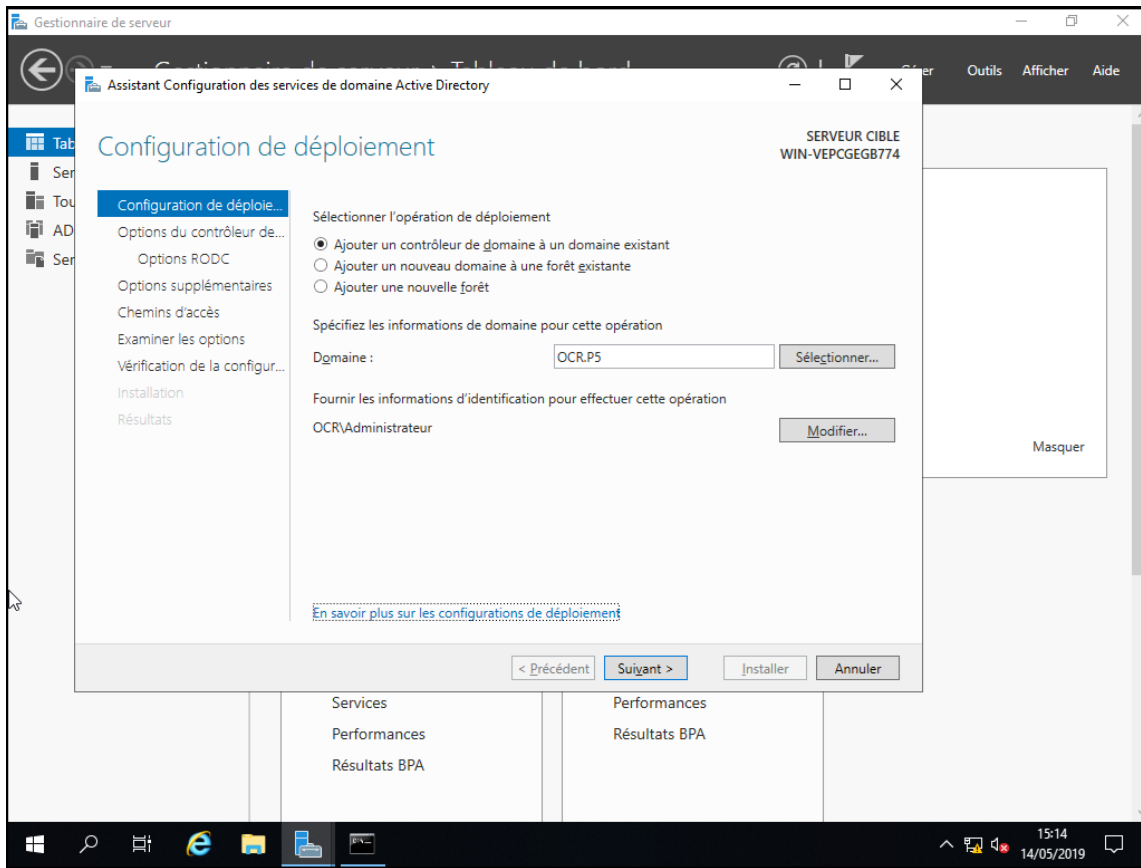 Gestionnaire de serveur
Outils Afficher Aide
Assistant Configuration des services de domaine Active Directory
Configuration de déploiement
SERVEUR CIBLE
WIN-VEPCGEGB774
Tab
Ser
Tou
AD
Ser
Configuration de déploie...
Options du contrôleur de...
Options RODC
Options supplémentaires
Chemins d'accès
Examiner les options
Vérification de la configur...
Installation
Résultats
Sélectionner l'opération de déploiement
Ajouter un contrôleur de domaine à un domaine existant
Ajouter un nouveau domaine à une forêt existante
Ajouter une nouvelle forêt
Spécifiez les informations de domaine pour cette opération
Domaine : OCR.P5 Sélectionner...
Fournir les informations d'identification pour effectuer cette opération
OCR\Administrateur Modifier...
Masquer
En savoir plus sur les configurations de déploiement
< Précédent Suivant > Installer Annuler
Services
Performances
Résultats BPA
Performances
Résultats BPA
15:14
14/05/2019